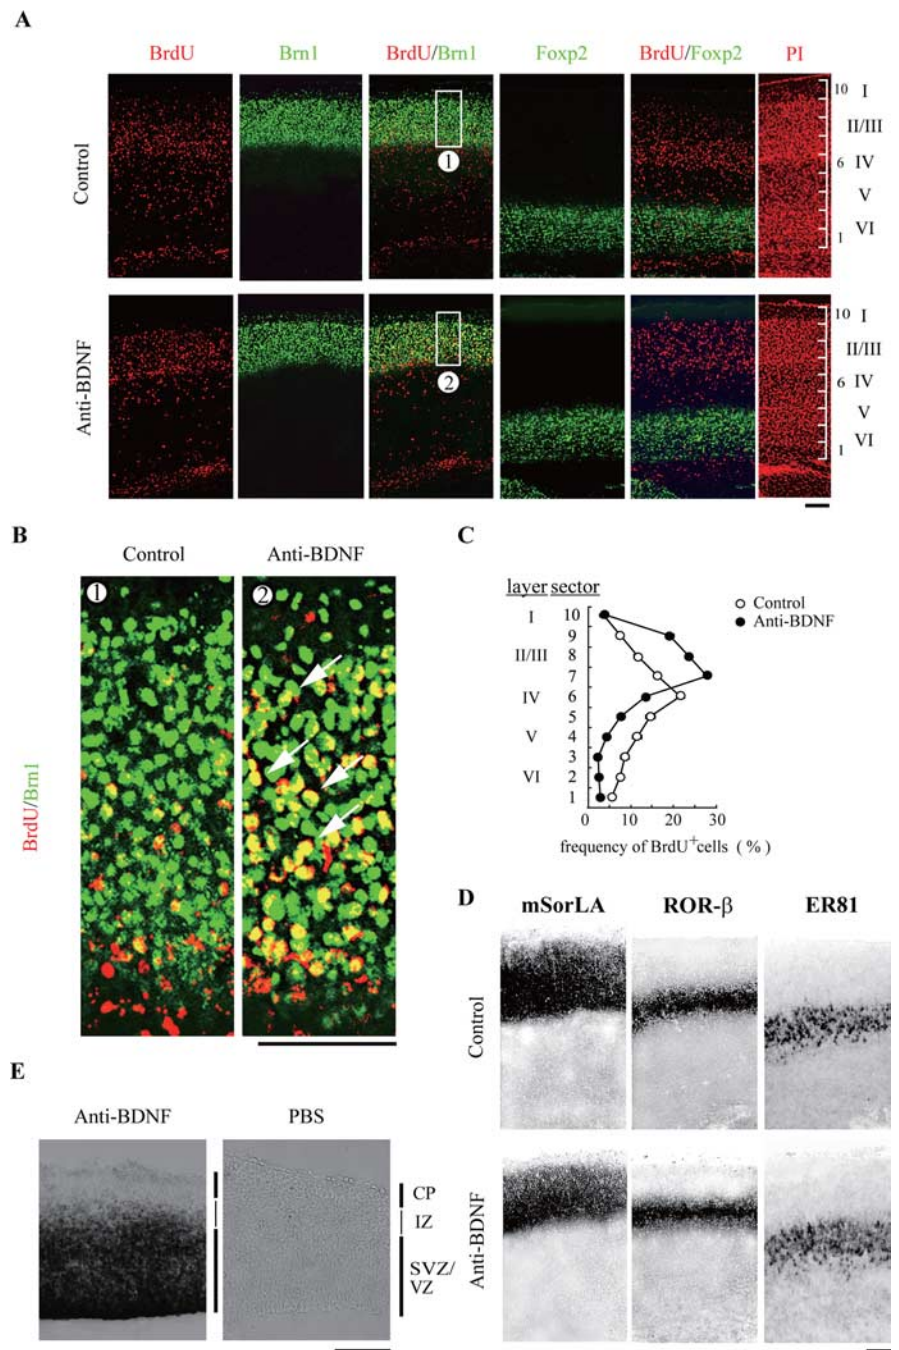 A
BrdU Brn1 BrdU/Brn1 Foxp2 BrdU/Foxp2 PI
Control
1
10 I
II/III
6 IV
V
1 VI
Anti-BDNF
2
10 I
II/III
6 IV
V
1 VI
B
Control Anti-BDNF
BrdU/Brn1
1 2
C
layer sector
Control
Anti-BDNF
I 10
9
II/III 8
7
IV 6
5
V 4
3
VI 2
1
0 10 20 30
frequency of BrdU+cells ( % )
D
mSorLA ROR-β ER81
Control
Anti-BDNF
E
Anti-BDNF PBS
CP
IZ
SVZ/
VZ